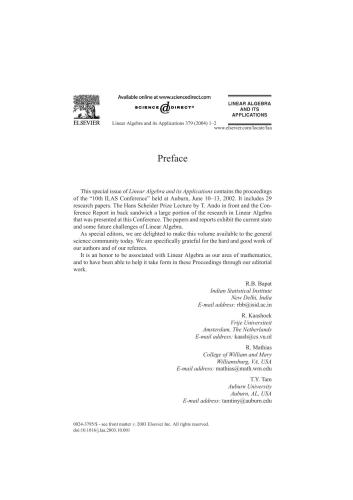 Available online at www.sciencedirect.com
SCIENCE DIRECT®
ELSEVIER
LINEAR ALGEBRA
AND ITS
APPLICATIONS
Linear Algebra and its Applications 379 (2004) 1–2
www.elsevier.com/locate/laa
Preface
This special issue of Linear Algebra and its Applications contains the proceedings
of the “10th ILAS Conference” held at Auburn, June 10–13, 2002. It includes 29
research papers. The Hans Schneider Prize Lecture by T. Ando in front and the Con-
ference Report in back sandwich a large portion of the research in Linear Algebra
that was presented at this Conference. The papers and reports exhibit the current state
and some future challenges of Linear Algebra.
As special editors, we are delighted to make this volume available to the general
science community today. We are specifically grateful for the hard and good work of
our authors and of our referees.
It is an honor to be associated with Linear Algebra as our area of mathematics,
and to have been able to help it take form in these Proceedings through our editorial
work.
R.B. Bapat
Indian Statistical Institute
New Delhi, India
E-mail address: rbb@isid.ac.in
R. Kaashoek
Frije Universiteit
Amsterdam, The Netherlands
E-mail address: kaash@cs.vu.nl
R. Mathias
College of William and Mary
Williamsburg, VA, USA
E-mail address: mathias@math.wm.edu
T.Y. Tam
Auburn University
Auburn, AL, USA
E-mail address: tamtiny@auburn.edu
0024-3795/$ - see front matter © 2003 Elsevier Inc. All rights reserved.
doi:10.1016/j.laa.2003.10.001